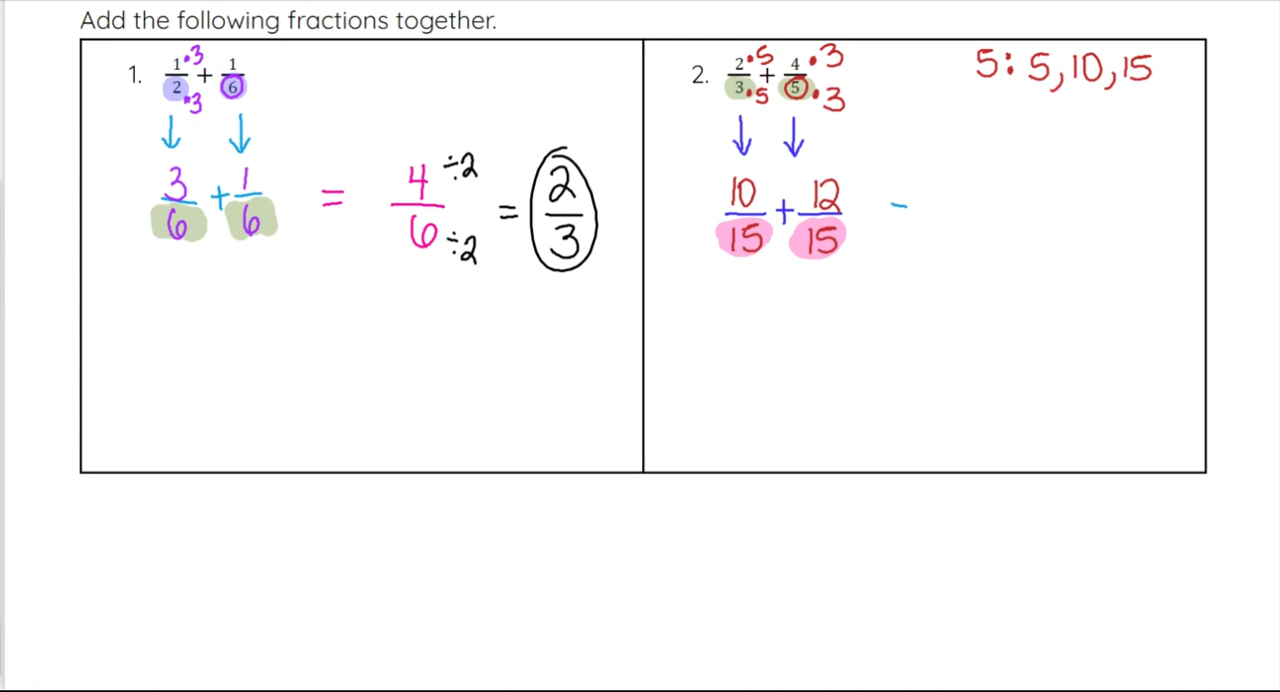 Add the following fractions together.
1. 1/2 + 1/6
·3
·3
3/6 + 1/6 = 4/6 = 2/3
÷2
÷2
2. 2/3 + 4/5
·5 ·3
·5 ·3
5: 5, 10, 15
10/15 + 12/15 -